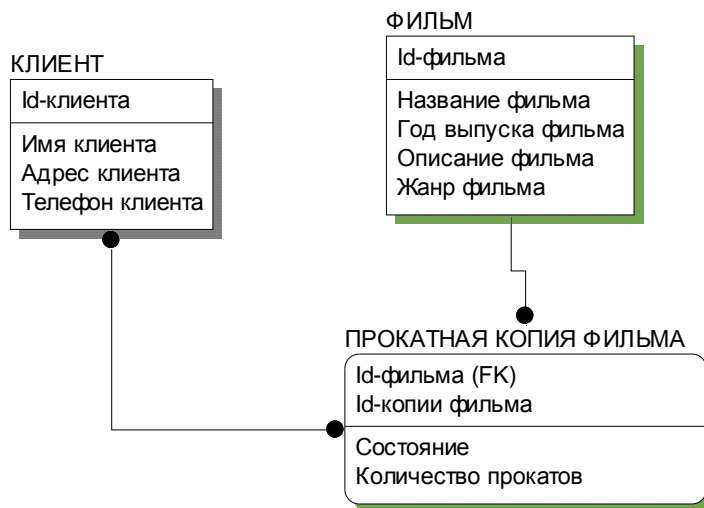 КЛИЕНТ
Id-клиента
Имя клиента
Адрес клиента
Телефон клиента
ФИЛЬМ
Id-фильма
Название фильма
Год выпуска фильма
Описание фильма
Жанр фильма
ПРОКАТНАЯ КОПИЯ ФИЛЬМА
Id-фильма (FK)
Id-копии фильма
Состояние
Количество прокатов